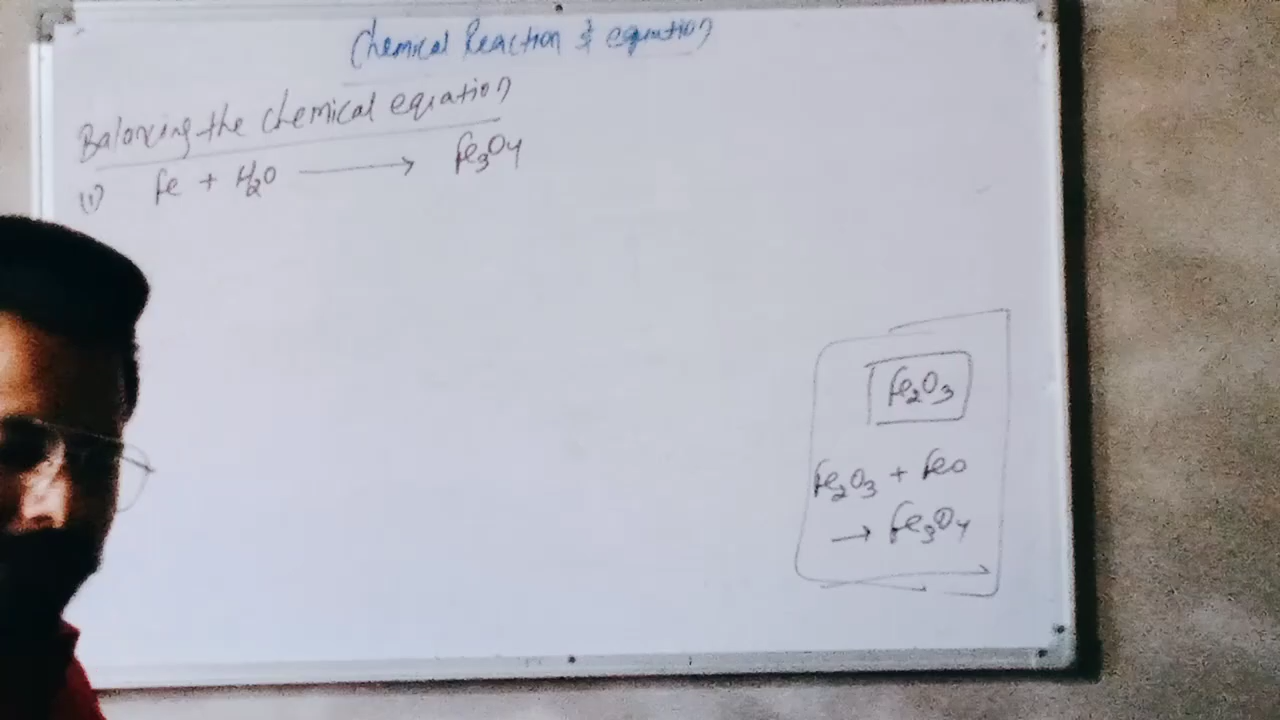 Chemical Reaction & equation
Balancing the chemical equation
(1) Fe + H2O ⟶ Fe3O4
Fe2O3
Fe2O3 + FeO
→ Fe3O4